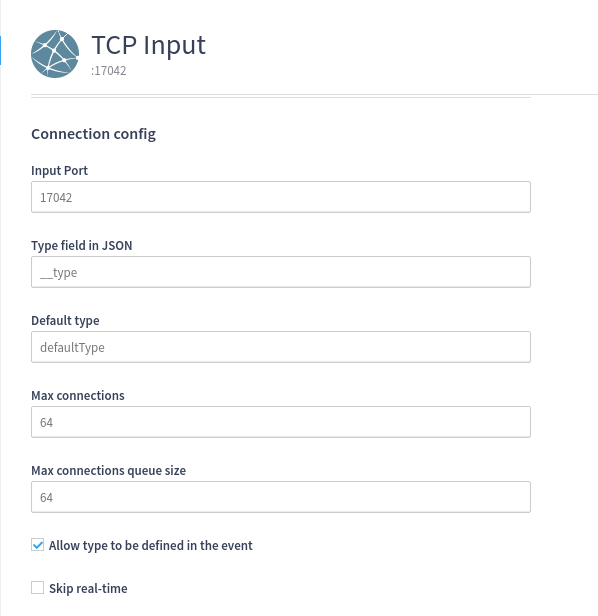 TCP Input
:17042
Connection config
Input Port
17042
Type field in JSON
__type
Default type
defaultType
Max connections
64
Max connections queue size
64
Allow type to be defined in the event
Skip real-time